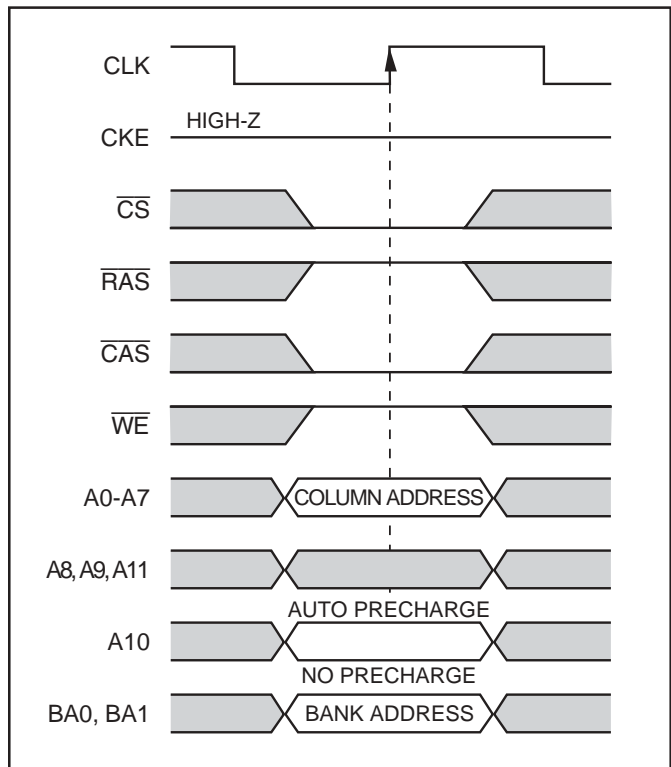 CLK
HIGH-Z
CKE
CS
RAS
CAS
WE
A0-A7 COLUMN ADDRESS
A8, A9, A11
AUTO PRECHARGE
A10
NO PRECHARGE
BA0, BA1 BANK ADDRESS